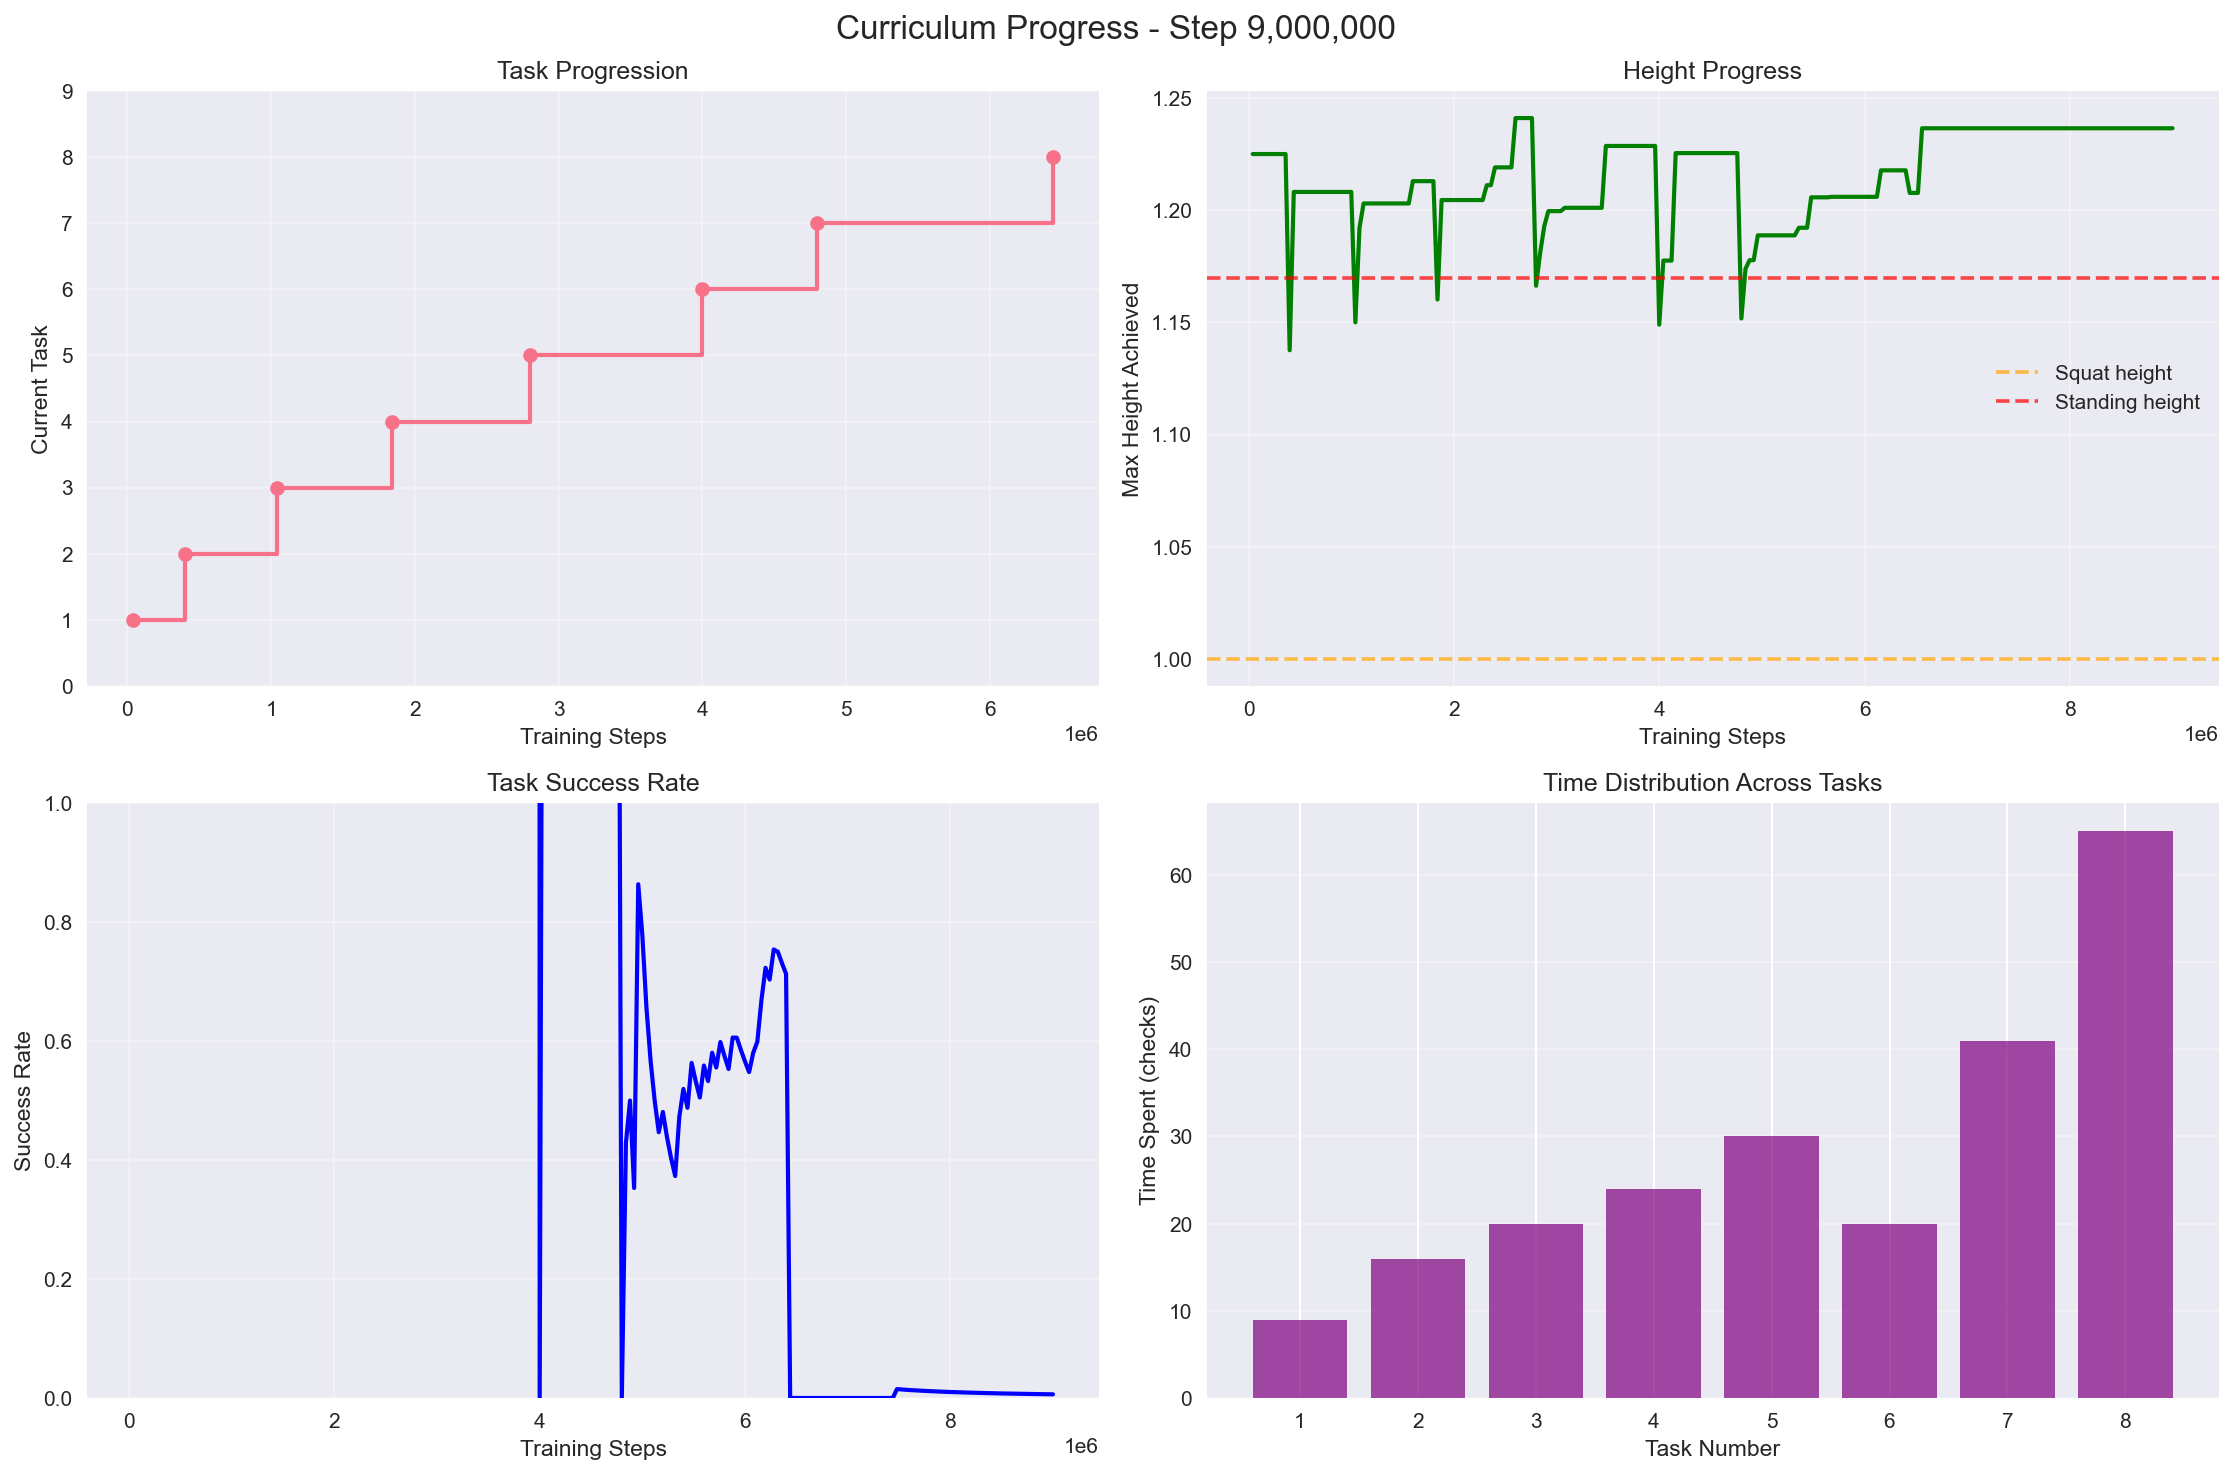 Curriculum Progress - Step 9,000,000
Task Progression
Current Task
9
8
7
6
5
4
3
2
1
0
0 1 2 3 4 5 6
1e6
Training Steps
Height Progress
Max Height Achieved
1.25
1.20
1.15
1.10
1.05
1.00
Squat height
Standing height
0 2 4 6 8
1e6
Training Steps
Task Success Rate
Success Rate
1.0
0.8
0.6
0.4
0.2
0.0
0 2 4 6 8
1e6
Training Steps
Time Distribution Across Tasks
Time Spent (checks)
60
50
40
30
20
10
0
1 2 3 4 5 6 7 8
Task Number